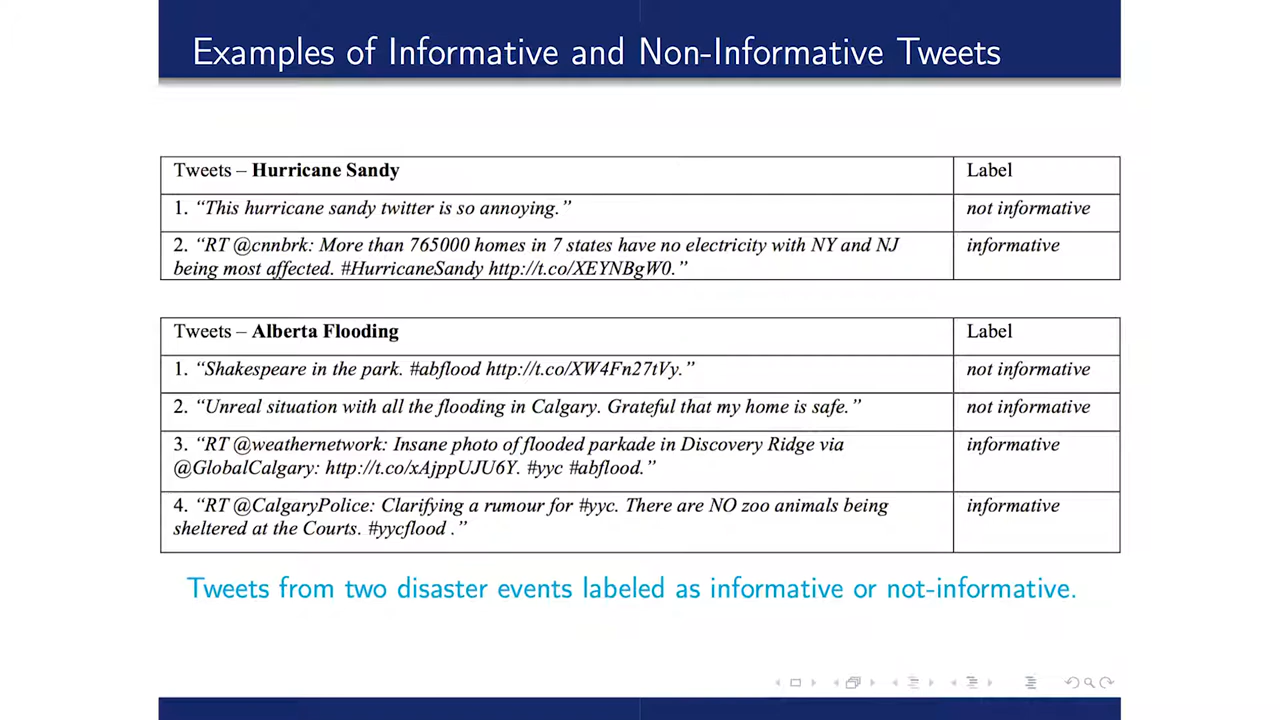 Examples of Informative and Non-Informative Tweets
Tweets – Hurricane Sandy
Label
1. “This hurricane sandy twitter is so annoying.”
not informative
2. “RT @cnnbrk: More than 765000 homes in 7 states have no electricity with NY and NJ
being most affected. #HurricaneSandy http://t.co/XEYNBgW0.”
informative
Tweets – Alberta Flooding
Label
1. “Shakespeare in the park. #abflood http://t.co/XW4Fn27tVy.”
not informative
2. “Unreal situation with all the flooding in Calgary. Grateful that my home is safe.”
not informative
3. “RT @weathernetwork: Insane photo of flooded parkade in Discovery Ridge via
@GlobalCalgary: http://t.co/xAjppUJU6Y. #yyc #abflood.”
informative
4. “RT @CalgaryPolice: Clarifying a rumour for #yyc. There are NO zoo animals being
sheltered at the Courts. #yycflood .”
informative
Tweets from two disaster events labeled as informative or not-informative.